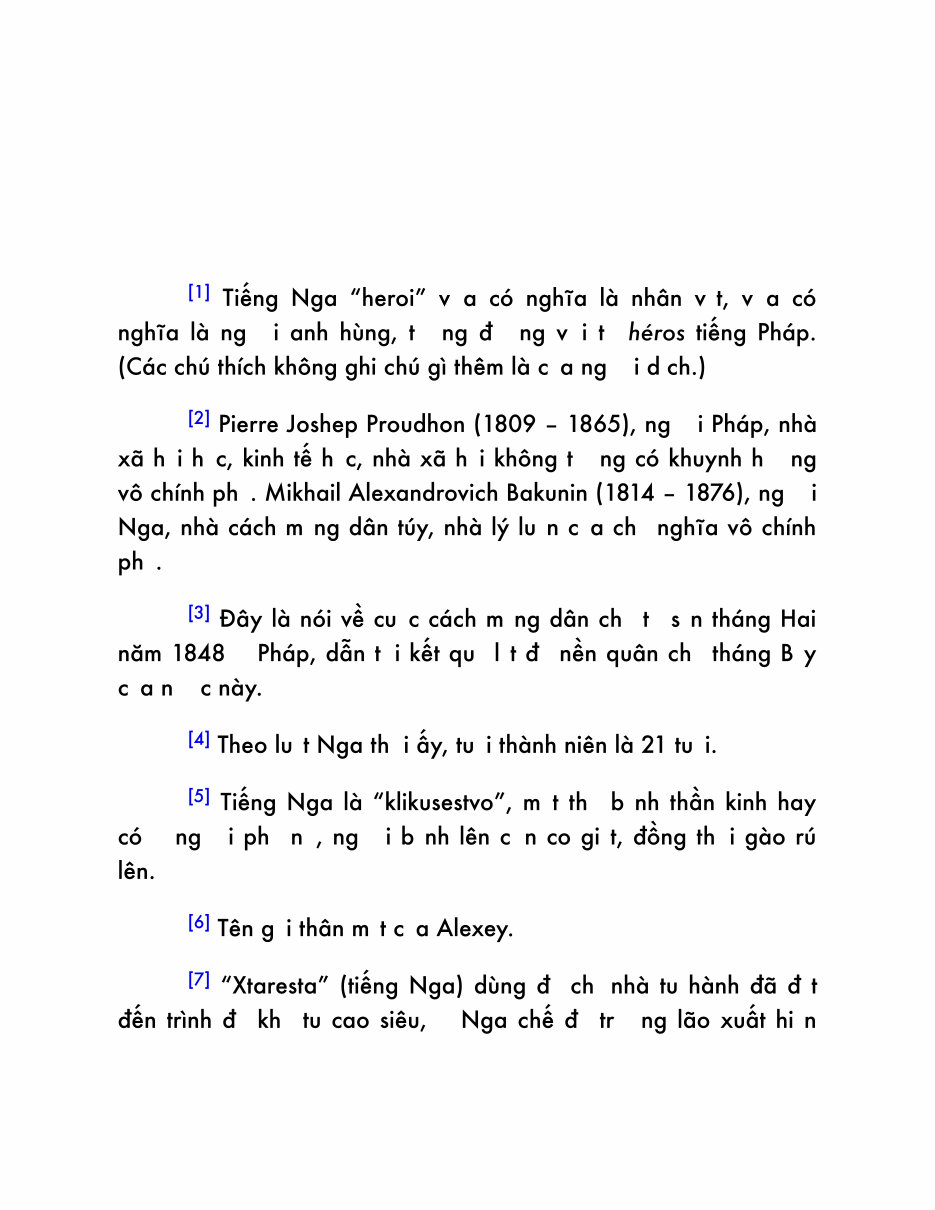 [1] Tiếng Nga “heroi” v a có nghĩa là nhân v t, v a có
nghĩa là ng i anh hùng, t ng đ ng v i t héros tiếng Pháp.
(Các chú thích không ghi chú gì thêm là c a ng i d ch.)
[2] Pierre Joshep Proudhon (1809 – 1865), ng i Pháp, nhà
xã h i h c, kinh tế h c, nhà xã h i không t ng có khuynh h ng
vô chính ph . Mikhail Alexandrovich Bakunin (1814 – 1876), ng i
Nga, nhà cách m ng dân túy, nhà lý lu n c a ch nghĩa vô chính
ph .
[3] Đây là nói về cu c cách m ng dân ch t s n tháng Hai
năm 1848 Pháp, dẫn t i kết qu l t đ nền quân ch tháng B y
c a n c này.
[4] Theo lu t Nga th i ấy, tu i thành niên là 21 tu i.
[5] Tiếng Nga là “klikusestvo”, m t th b nh thần kinh hay
có ng i ph n , ng i b nh lên c n co gi t, đồng th i gào rú
lên.
[6] Tên g i thân m t c a Alexey.
[7] “Xtaresta” (tiếng Nga) dùng đ ch nhà tu hành đã đ t
đến trình đ kh tu cao siêu, Nga chế đ tr ng lão xuất hi n